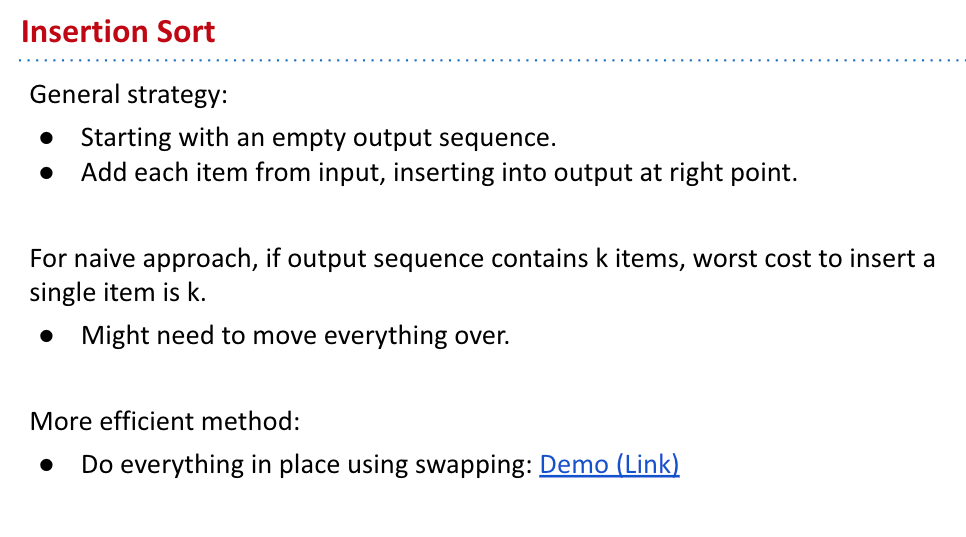 Insertion Sort
General strategy:
● Starting with an empty output sequence.
● Add each item from input, inserting into output at right point.
For naive approach, if output sequence contains k items, worst cost to insert a
single item is k.
● Might need to move everything over.
More efficient method:
● Do everything in place using swapping: Demo (Link)